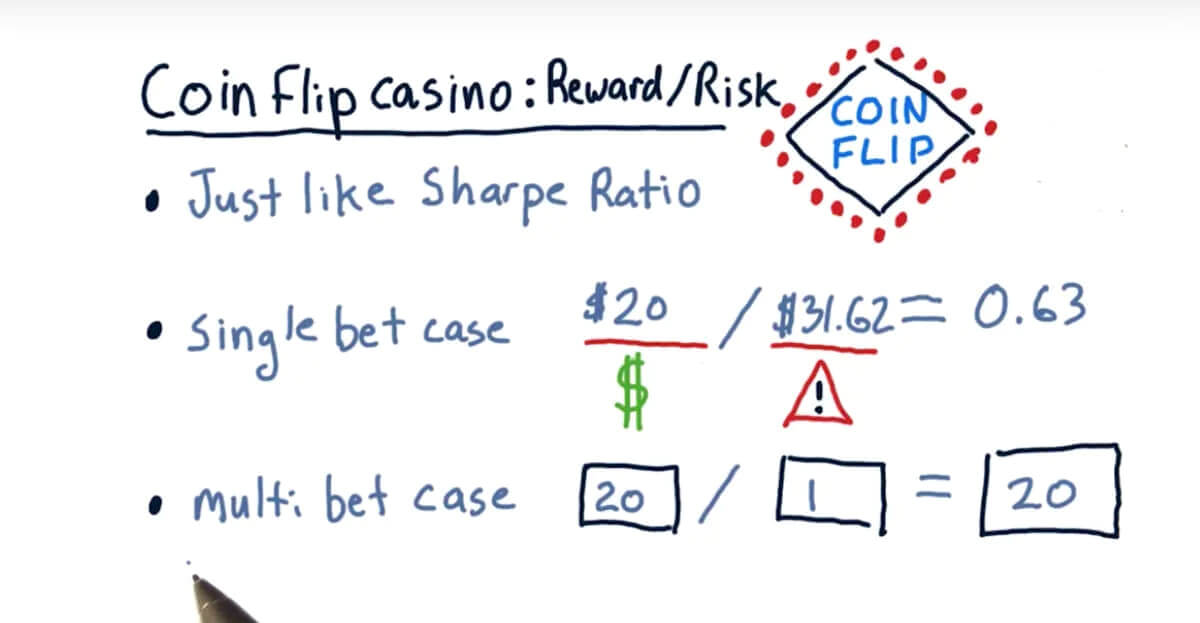 Coin Flip casino: Reward/Risk
COIN
FLIP
• Just like Sharpe Ratio
• Single bet case $20 / $31.62 = 0.63
$ !
• multi bet case 20 / 1 = 20